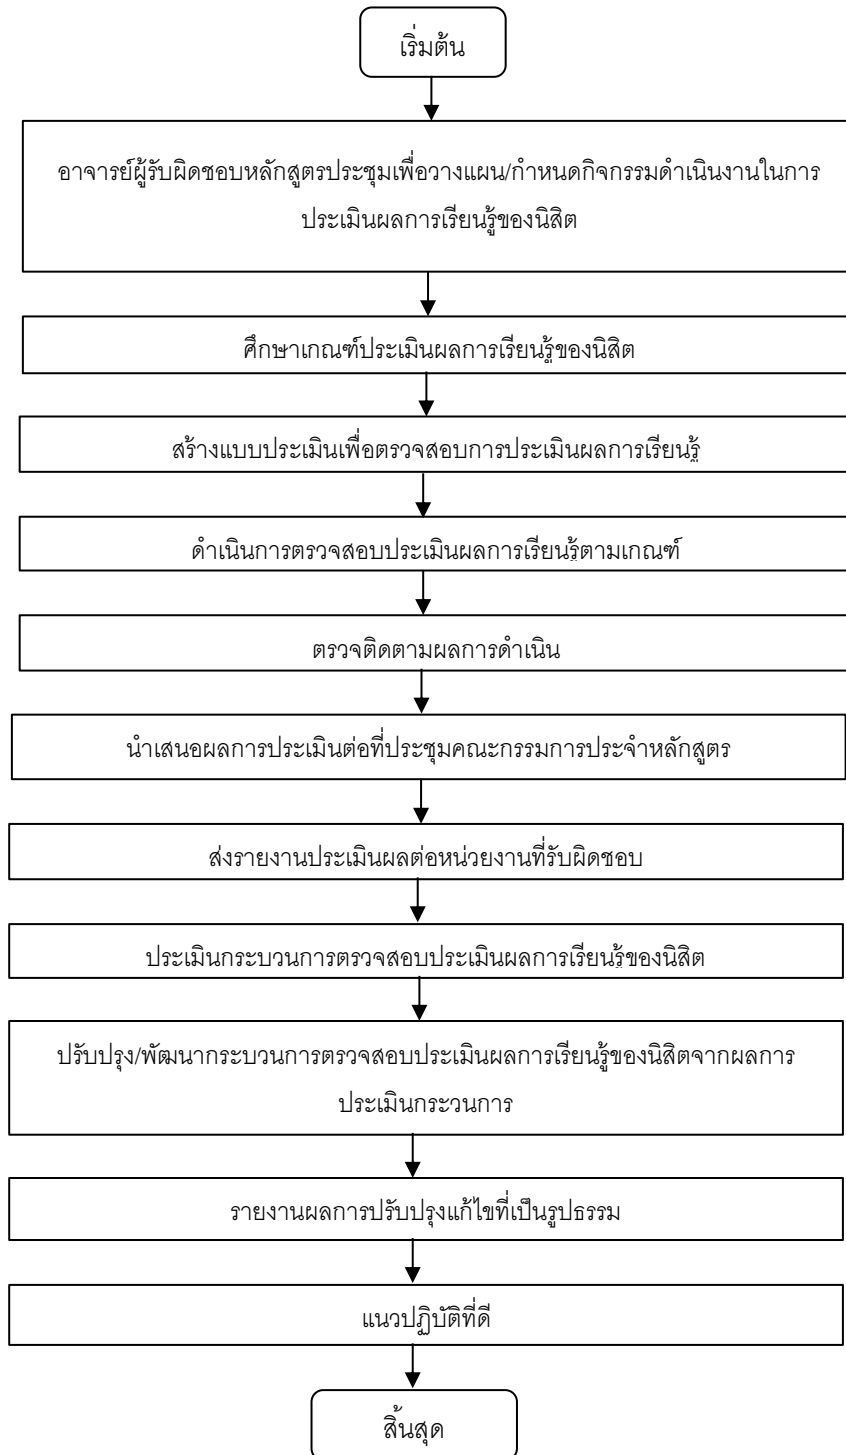 เริ่มต้น
อาจารย์ผู้รับผิดชอบหลักสูตรประชุมเพื่อวางแผน/กำหนดกิจกรรมดำเนินงานในการ
ประเมินผลการเรียนรู้ของนิสิต
ศึกษาเกณฑ์ประเมินผลการเรียนรู้ของนิสิต
สร้างแบบประเมินเพื่อตรวจสอบการประเมินผลการเรียนรู้
ดำเนินการตรวจสอบประเมินผลการเรียนรู้ตามเกณฑ์
ตรวจติดตามผลการดำเนิน
นำเสนอผลการประเมินต่อที่ประชุมคณะกรรมการประจำหลักสูตร
ส่งรายงานประเมินผลต่อหน่วยงานที่รับผิดชอบ
ประเมินกระบวนการตรวจสอบประเมินผลการเรียนรู้ของนิสิต
ปรับปรุง/พัฒนากระบวนการตรวจสอบประเมินผลการเรียนรู้ของนิสิตจากผลการ
ประเมินกระวนการ
รายงานผลการปรับปรุงแก้ไขที่เป็นรูปธรรม
แนวปฏิบัติที่ดี
สิ้นสุด